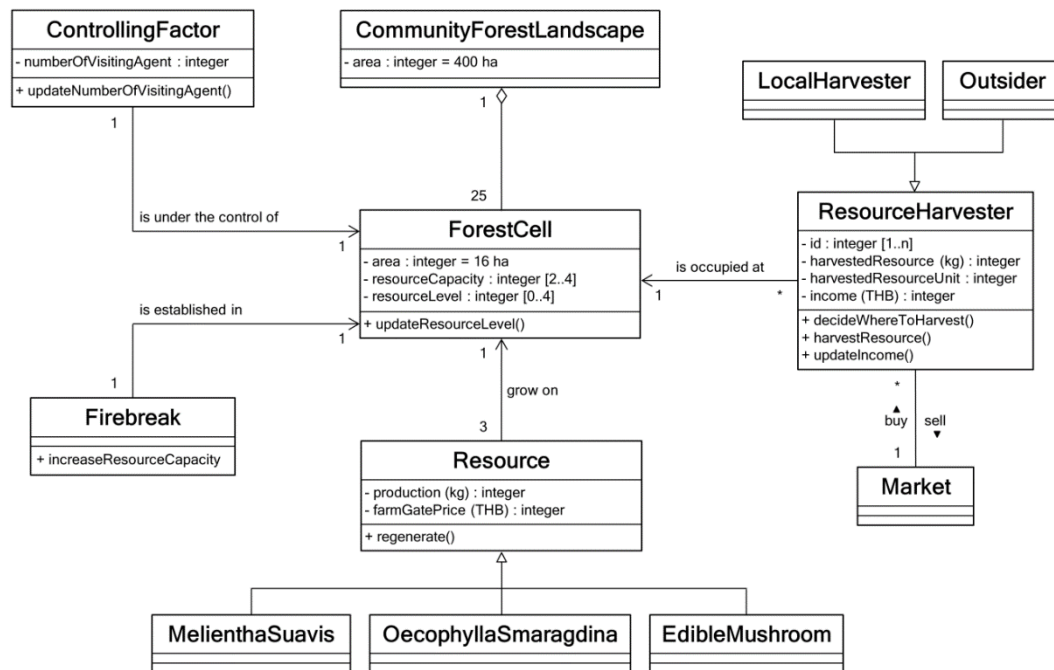 ControllingFactor
- numberOfVisitingAgent : integer
+ updateNumberOfVisitingAgent()
1
CommunityForestLandscape
- area : integer = 400 ha
1
LocalHarvester
Outsider
25
is under the control of
1
ForestCell
- area : integer = 16 ha
- resourceCapacity : integer [2..4]
- resourceLevel : integer [0..4]
+ updateResourceLevel()
is occupied at
1
*
ResourceHarvester
- id : integer [1..n]
- harvestedResource (kg) : integer
- harvestedResourceUnit : integer
- income (THB) : integer
+ decideWhereToHarvest()
+ harvestResource()
+ updateIncome()
is established in
1
1
1
Firebreak
+ increaseResourceCapacity
grow on
3
*
buy
sell
1
Market
Resource
- production (kg) : integer
- farmGatePrice (THB) : integer
+ regenerate()
MelienthaSuavis
OecophyllaSmaragdina
EdibleMushroom